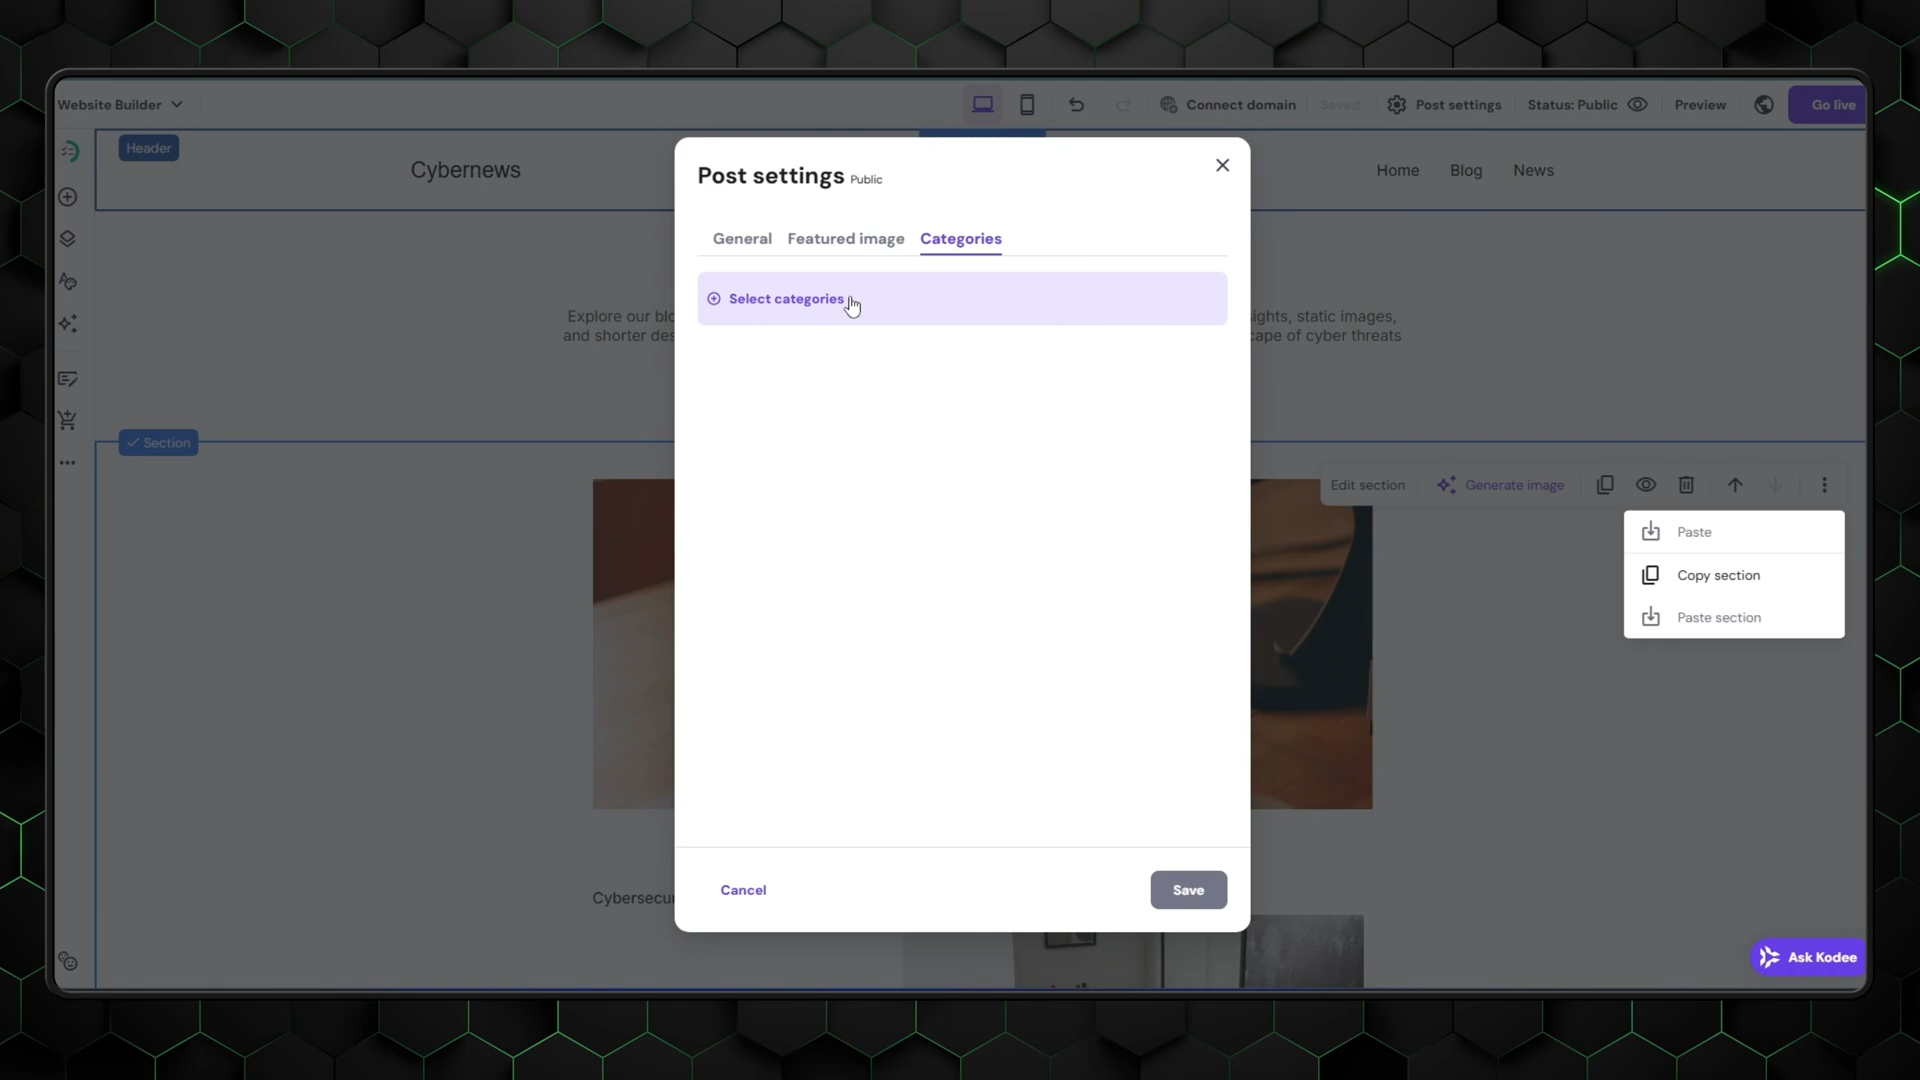 Website Builder
Connect domain
Saved
Post settings
Status: Public
Preview
Go live
Header
Cybernews
Home
Blog
News
Post settings Public
General
Featured image
Categories
Select categories
Explore our blo
ights, static images,
and shorter des
cape of cyber threats
Section
Edit section
Generate image
Paste
Copy section
Paste section
Cybersecur
Cancel
Save
Ask Kodee